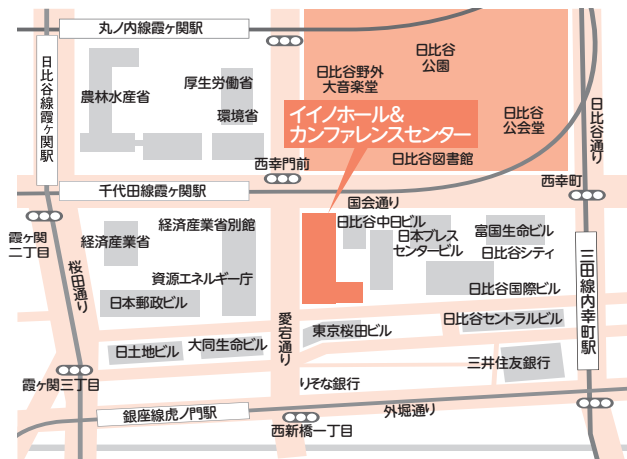 丸ノ内線霞ヶ関駅
日比谷線霞ヶ関駅
農林水産省
厚生労働省
環境省
日比谷野外
大音楽堂
日比谷
公園
日比谷
公会堂
日比谷通り
イイノホール&
カンファレンスセンター
日比谷図書館
西幸門前
千代田線霞ヶ関駅
国会通り
西幸町
霞ヶ関
二丁目
桜田通り
経済産業省
経済産業省別館
資源エネルギー庁
日本郵政ビル
日比谷中日ビル
日本プレス
センタービル
富国生命ビル
日比谷シティ
日比谷国際ビル
三田線内幸町駅
愛宕通り
日土地ビル
大同生命ビル
東京桜田ビル
日比谷セントラルビル
三井住友銀行
霞ヶ関三丁目
りそな銀行
銀座線虎ノ門駅
外堀通り
西新橋一丁目